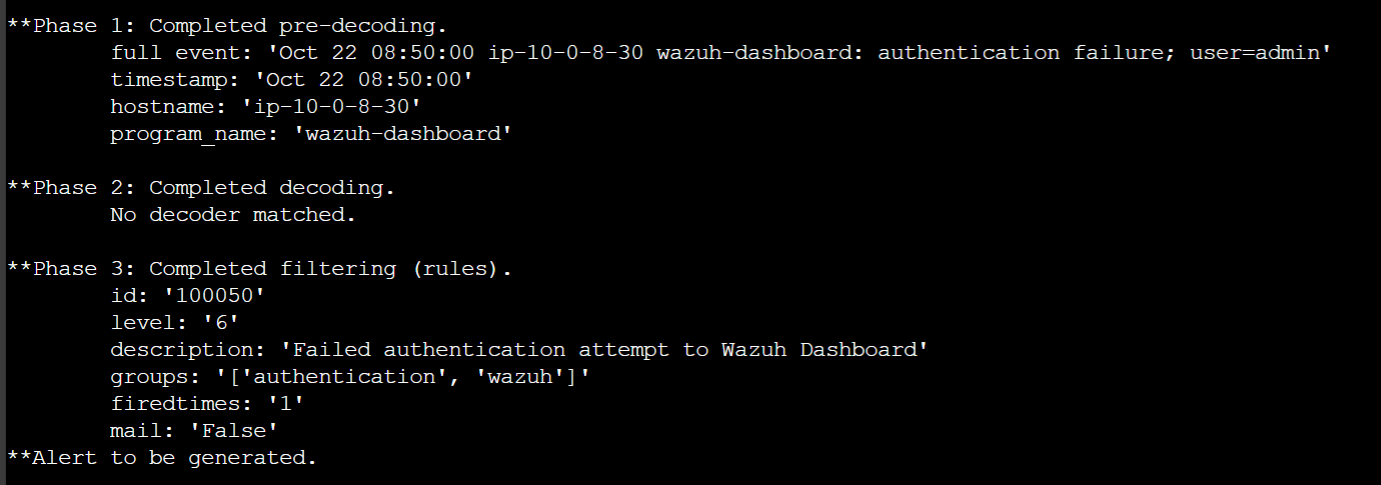 **Phase 1: Completed pre-decoding.
full event: 'Oct 22 08:50:00 ip-10-0-8-30 wazuh-dashboard: authentication failure; user=admin'
timestamp: 'Oct 22 08:50:00'
hostname: 'ip-10-0-8-30'
program_name: 'wazuh-dashboard'
**Phase 2: Completed decoding.
No decoder matched.
**Phase 3: Completed filtering (rules).
id: '100050'
level: '6'
description: 'Failed authentication attempt to Wazuh Dashboard'
groups: '['authentication', 'wazuh']'
firedtimes: '1'
mail: 'False'
**Alert to be generated.